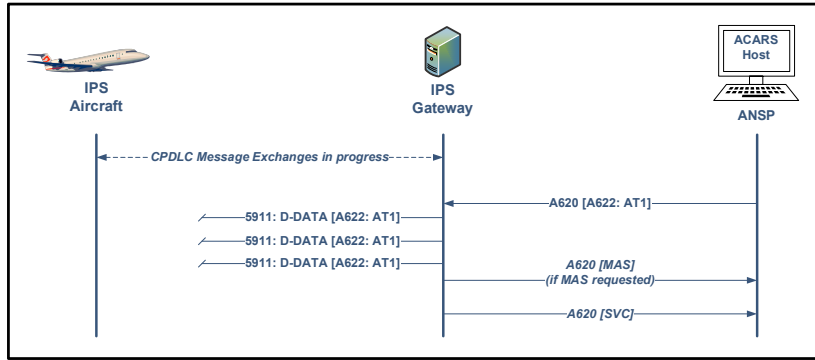 ACARS
Host
IPS
Aircraft
IPS
Gateway
ANSP
CPDLC Message Exchanges in progress
A620 [A622: AT1]
5911: D-DATA [A622: AT1]
5911: D-DATA [A622: AT1]
5911: D-DATA [A622: AT1]
A620 [MAS]
(if MAS requested)
A620 [SVC]